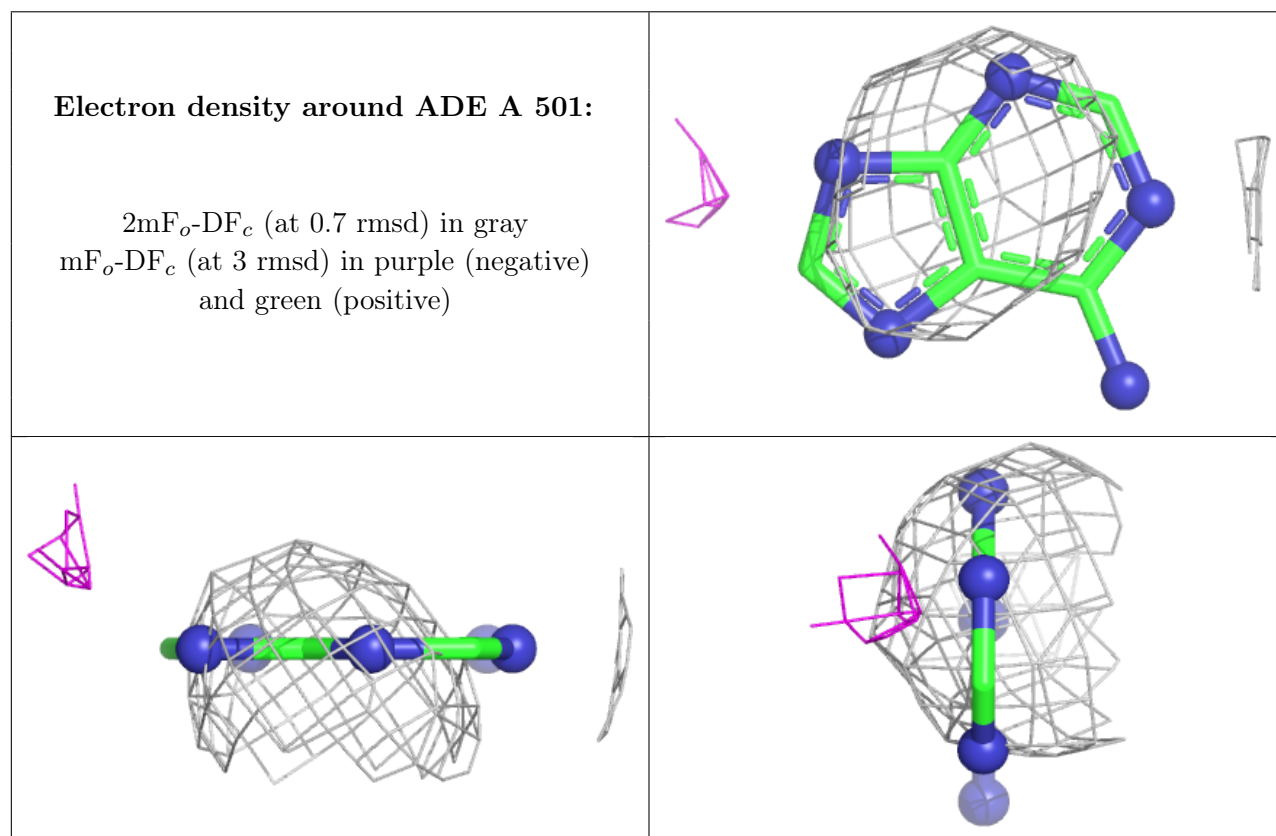 Electron density around ADE A 501:
2mFo-DFc (at 0.7 rmsd) in gray
mFo-DFc (at 3 rmsd) in purple (negative)
and green (positive)